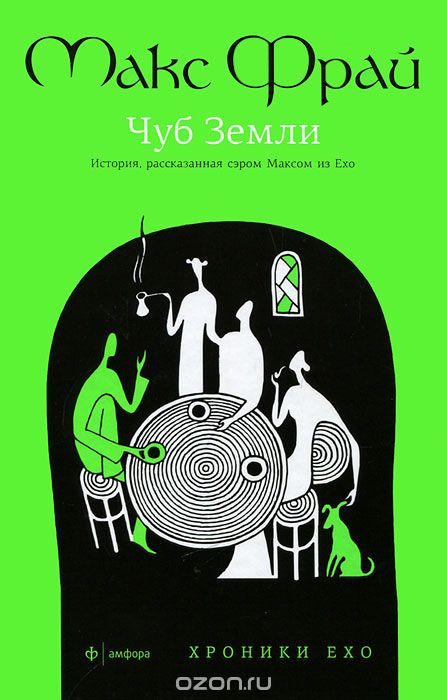 Макс Фрай
Чуб Земли
История, рассказанная сэром Максом из Ехо
ф | амфора
ХРОНИКИ ЕХО
ozon.ru